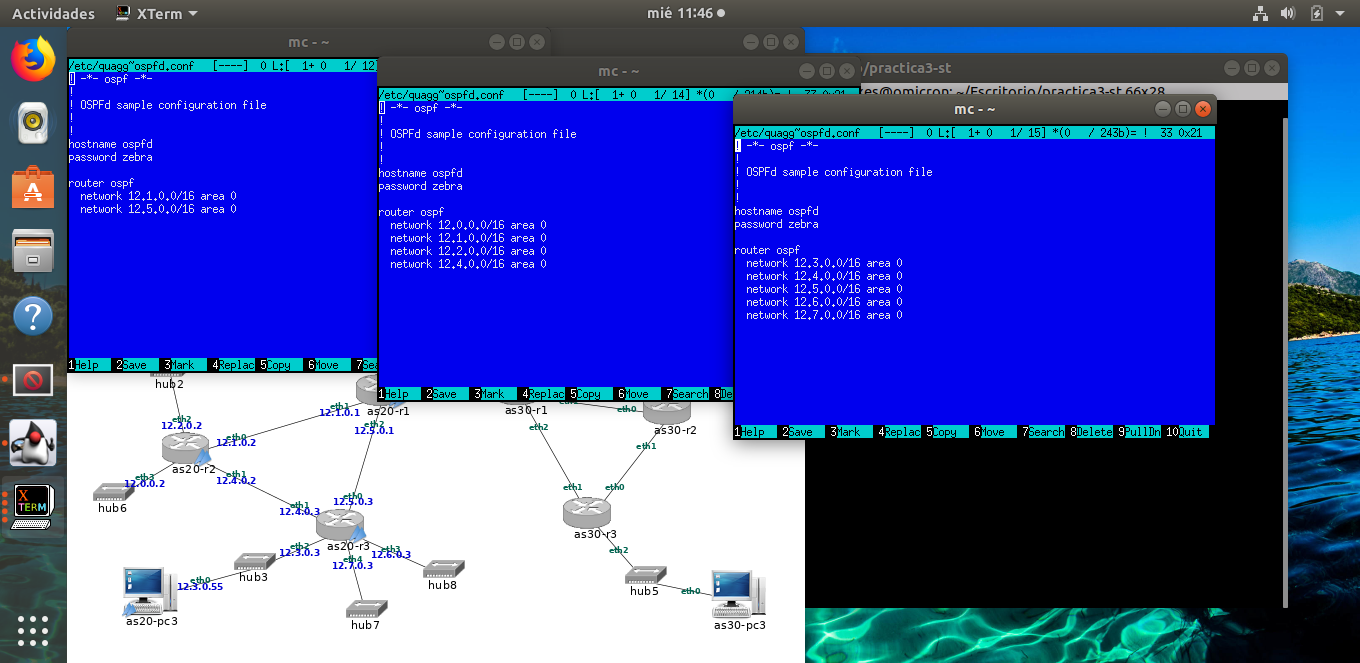 Actividades XTerm mié 11:46
mc - ~
/etc/quagg~ospfd.conf [----] 0 L:[ 1+ 0 1/ 12]
! -*- ospf -*-
!
! OSPFd sample configuration file
!
!
hostname ospfd
password zebra
router ospf
network 12.1.0.0/16 area 0
network 12.5.0.0/16 area 0
1Help 2Save 3Mark 4Replac 5Copy 6Move 7Sea
mc - ~
/etc/quagg~ospfd.conf [----] 0 L:[ 1+ 0 1/ 14] *(0 / 214b)= ! 33 0x21
! -*- ospf -*-
!
! OSPFd sample configuration file
!
!
hostname ospfd
password zebra
router ospf
network 12.0.0.0/16 area 0
network 12.1.0.0/16 area 0
network 12.2.0.0/16 area 0
network 12.4.0.0/16 area 0
1Help 2Save 3Mark 4Replac 5Copy 6Move 7Search 8De
/practica3-st
res@omicron: ~/Escritorio/practica3-st 66x28
mc - ~
/etc/quagg~ospfd.conf [----] 0 L:[ 1+ 0 1/ 15] *(0 / 243b)= ! 33 0x21
! -*- ospf -*-
!
! OSPFd sample configuration file
!
!
hostname ospfd
password zebra
router ospf
network 12.3.0.0/16 area 0
network 12.4.0.0/16 area 0
network 12.5.0.0/16 area 0
network 12.6.0.0/16 area 0
network 12.7.0.0/16 area 0
1Help 2Save 3Mark 4Replac 5Copy 6Move 7Search 8Delete 9PullDn 10Quit
hub2
eth2
12.2.0.2
eth0
12.1.0.2
as20-r2
eth3
12.0.0.2
hub6
eth1
12.4.0.2
eth1
12.1.0.1
as20-r1
eth2
12.5.0.1
eth1
12.4.0.3
eth0
12.5.0.3
as20-r3
eth2
12.3.0.3
eth4
12.7.0.3
eth3
12.6.0.3
hub3
hub8
hub7
eth0
12.3.0.55
as20-pc3
as30-r1
eth2
eth0
as30-r2
eth1
eth1
eth0
as30-r3
eth2
hub5
eth0
as30-pc3
X
TERM